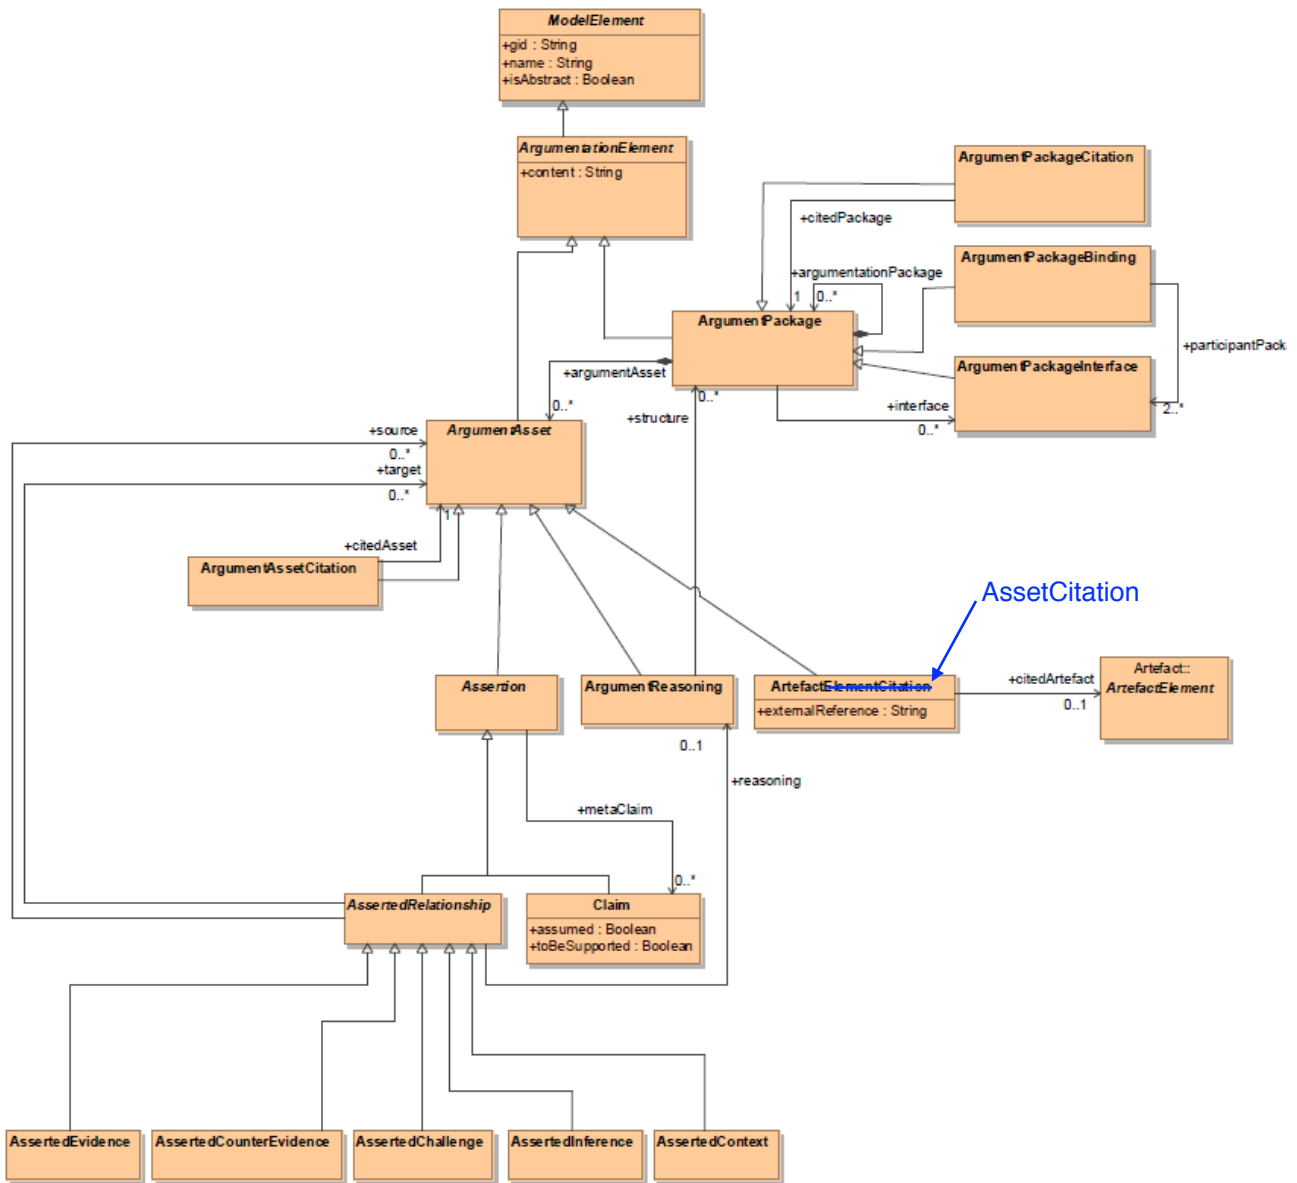 ModelElement
+gid : String
+name : String
+isAbstract : Boolean
ArgumentationElement
+content : String
ArgumentPackageCitation
+citedPackage
ArgumentPackageBinding
+argumentationPackage
1
0..*
ArgumentPackage
+participantPack
ArgumentPackageInterface
+argumentAsset
0..*
0..*
+interface
0..*
2..*
+structure
+source
0..*
ArgumentAsset
+target
0..*
1
+citedAsset
ArgumentAssetCitation
AssetCitation
Assertion
ArgumentReasoning
0..1
ArtefactElementCitation
+externalReference : String
+citedArtefact
0..1
Artefact::
ArtefactElement
+reasoning
+metaClaim
0..*
AssertedRelationship
Claim
+assumed : Boolean
+toBeSupported : Boolean
AssertedEvidence
AssertedCounterEvidence
AssertedChallenge
AssertedInference
AssertedContext